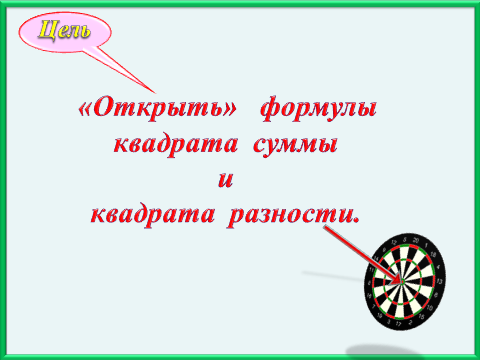 Цель
«Открыть» формулы
квадрата суммы
и
квадрата разности.